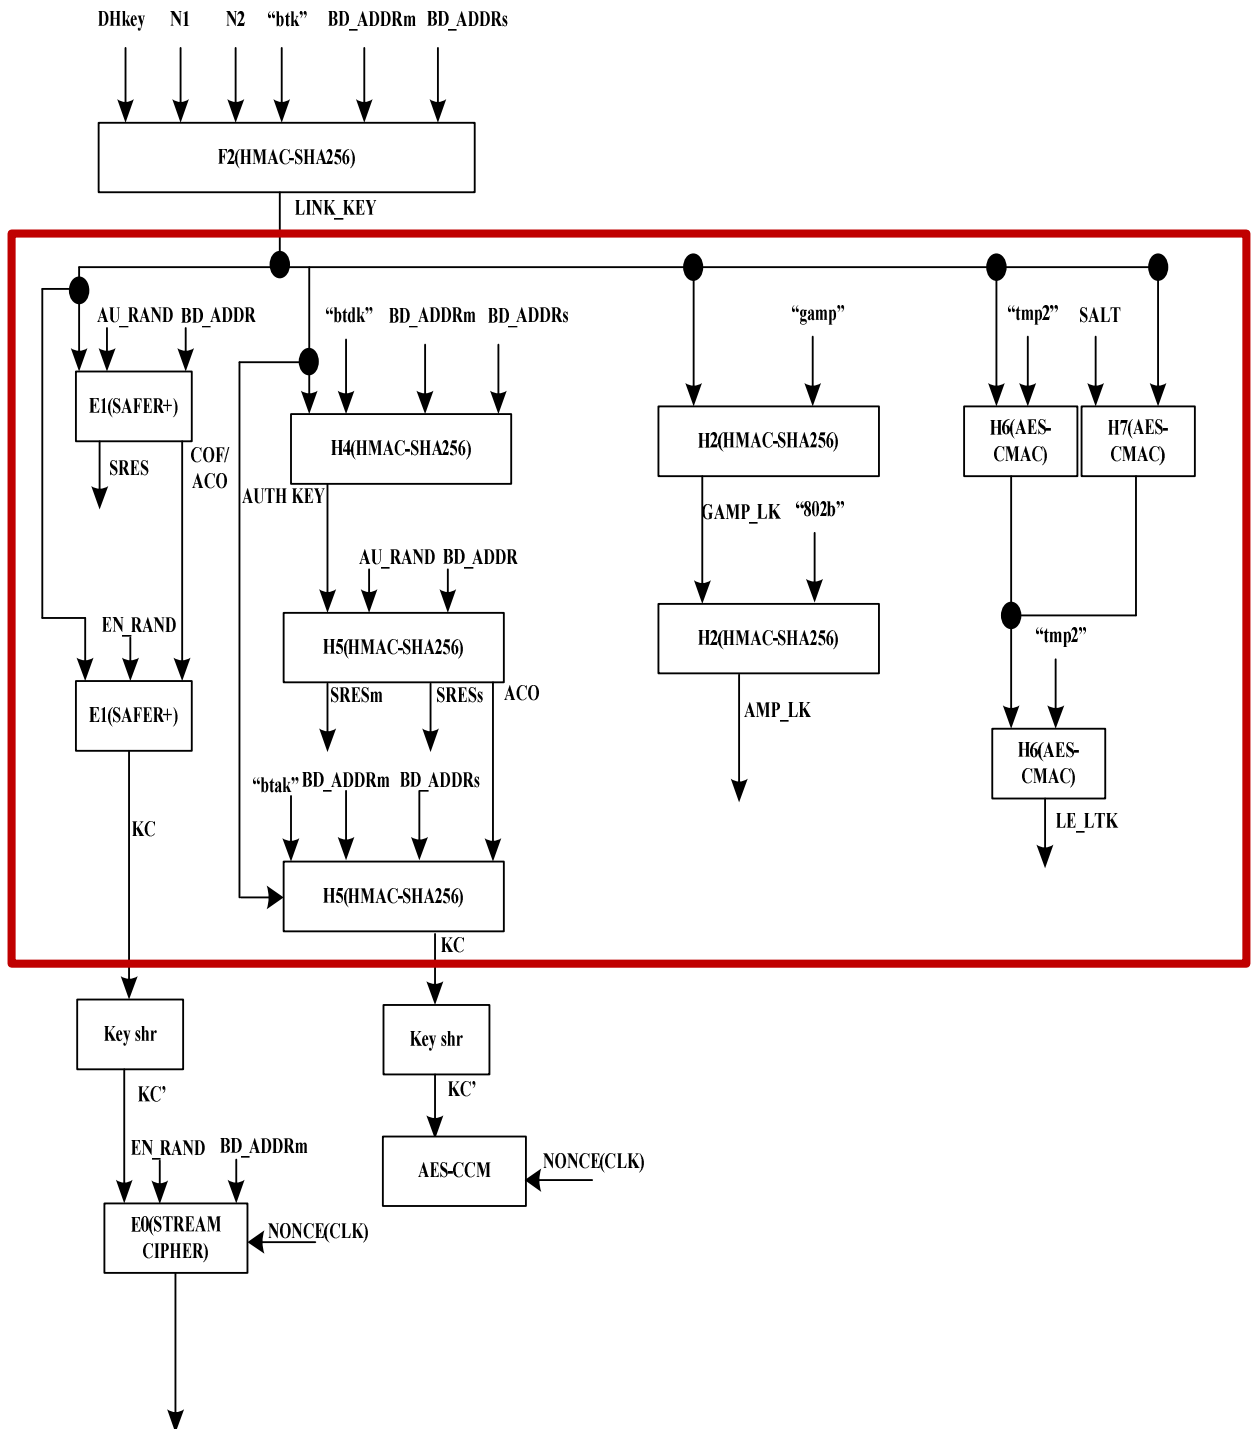 DHkey N1 N2 “btk” BD_ADDRm BD_ADDRs
F2(HMAC-SHA256)
LINK_KEY
AU_RAND BD_ADDR
“btdk” BD_ADDRm BD_ADDRs
“gamp”
“tmp2” SALT
E1(SAFER+)
H4(HMAC-SHA256)
H2(HMAC-SHA256)
H6(AES-
CMAC)
H7(AES-
CMAC)
SRES
COF/
ACO
AUTH KEY
GAMP_LK “802b”
AU_RAND BD_ADDR
EN_RAND
H5(HMAC-SHA256)
H2(HMAC-SHA256)
“tmp2”
SRESm SRESs ACO
E1(SAFER+)
AMP_LK
H6(AES-
CMAC)
“btak” BD_ADDRm BD_ADDRs
KC
LE_LTK
H5(HMAC-SHA256)
KC
Key shr
Key shr
KC’
KC’
EN_RAND BD_ADDRm
AES-CCM
NONCE(CLK)
E0(STREAM
CIPHER)
NONCE(CLK)